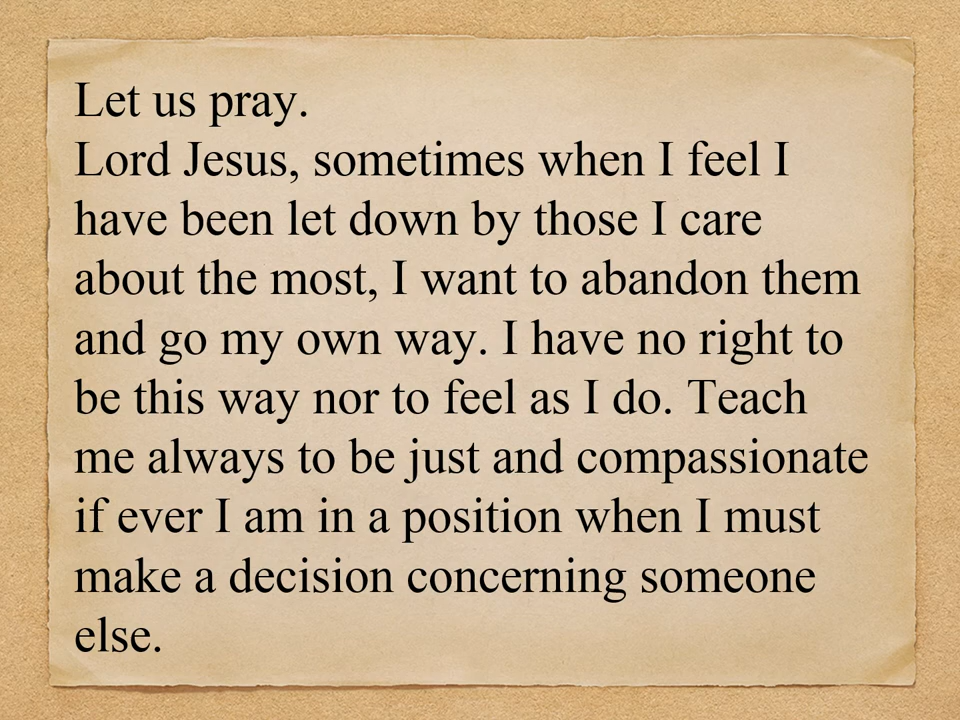 Let us pray.
Lord Jesus, sometimes when I feel I
have been let down by those I care
about the most, I want to abandon them
and go my own way. I have no right to
be this way nor to feel as I do. Teach
me always to be just and compassionate
if ever I am in a position when I must
make a decision concerning someone
else.